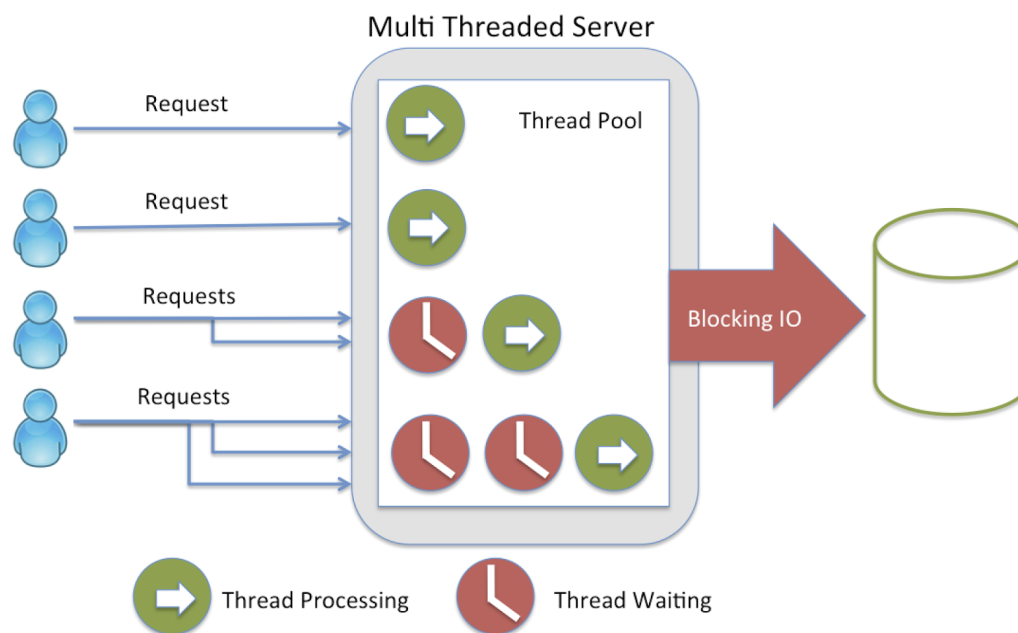 Multi Threaded Server
Request
Thread Pool
Request
Requests
Blocking IO
Requests
Thread Processing
Thread Waiting